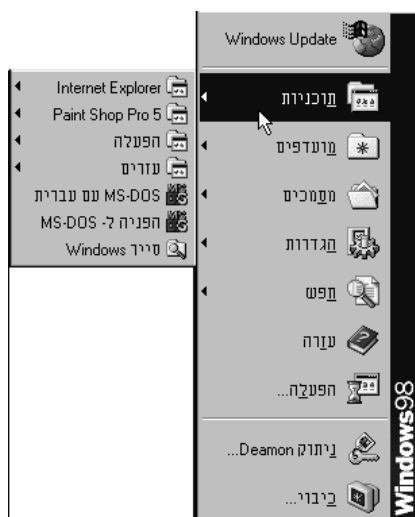 Windows Update
תוכניות
מועדפים
מסמכים
הגדרות
חפש
עזרה
הפעלה...
ניתוק Deamon...
כיבוי...
Windows98
Internet Explorer
Paint Shop Pro 5
הפעלה
עזרים
MS-DOS עם עברית
הפניה ל- MS-DOS
סייר Windows